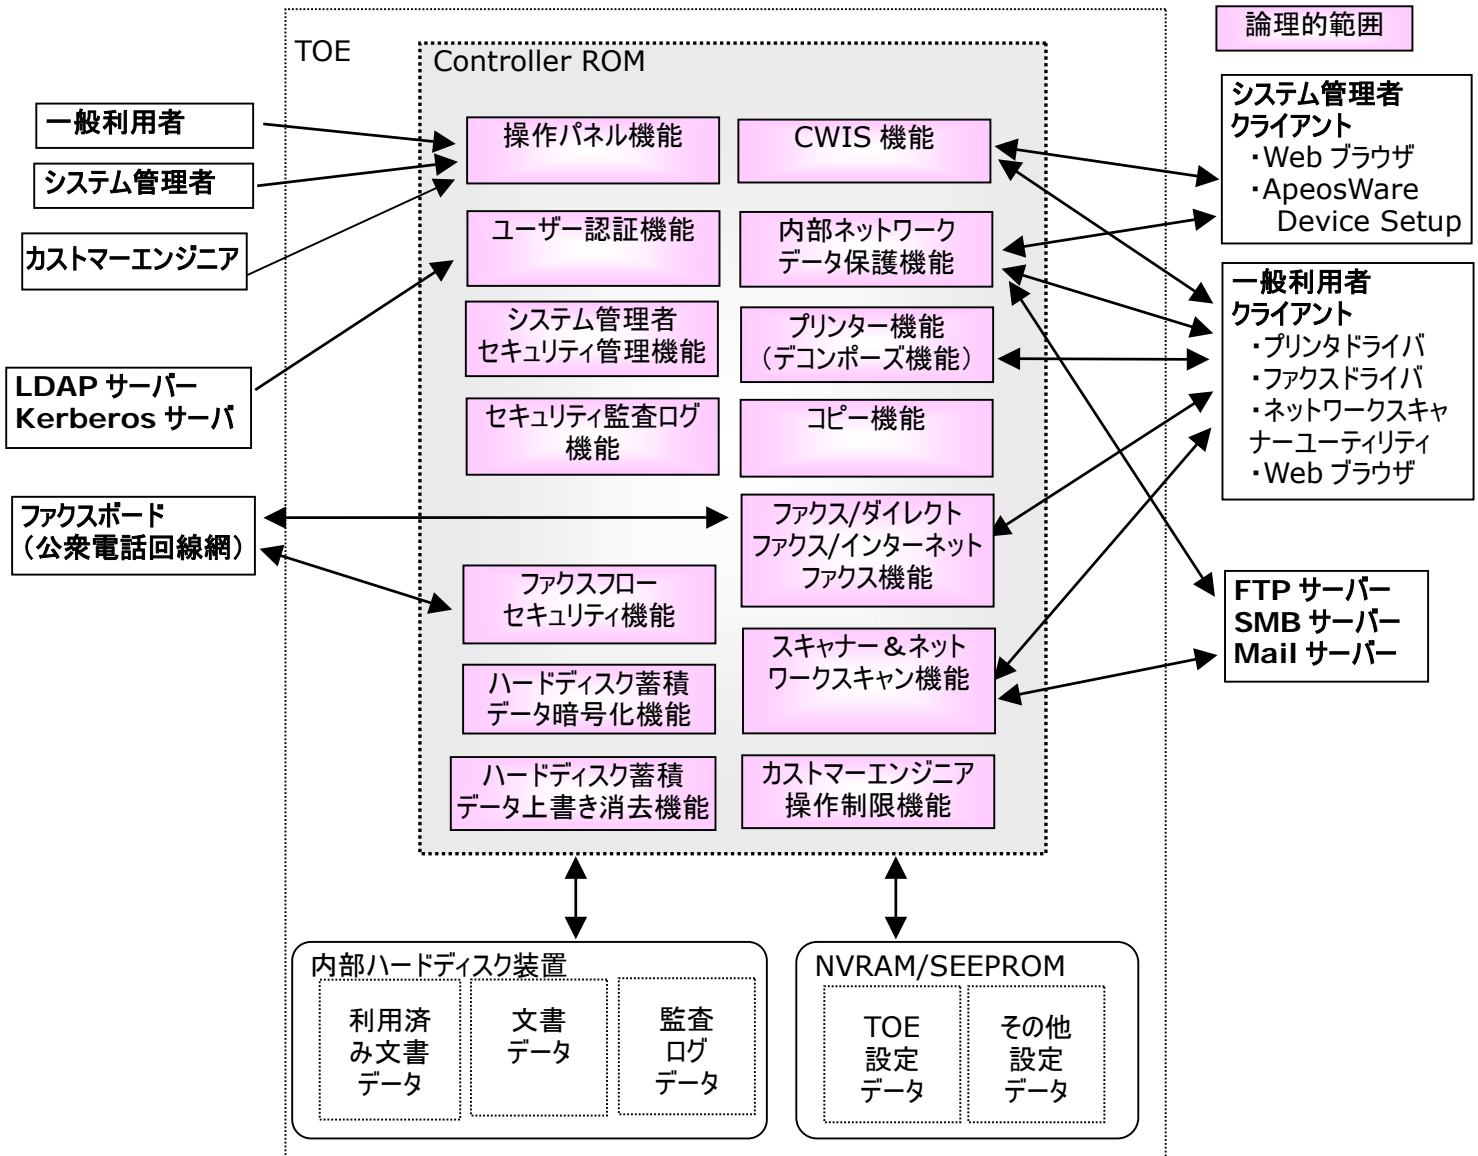 論理的範囲
TOE
Controller ROM
一般利用者
システム管理者
カストマーエンジニア
LDAP サーバー
Kerberos サーバ
ファクスボード
（公衆電話回線網）
操作パネル機能
ユーザー認証機能
システム管理者
セキュリティ管理機能
セキュリティ監査ログ
機能
ファクスフロー
セキュリティ機能
ハードディスク蓄積
データ暗号化機能
ハードディスク蓄積
データ上書き消去機能
CWIS 機能
内部ネットワーク
データ保護機能
プリンター機能
（デコンポーズ機能）
コピー機能
ファクス/ダイレクト
ファクス/インターネット
ファクス機能
スキャナー＆ネット
ワークスキャン機能
カストマーエンジニア
操作制限機能
システム管理者
クライアント
・Web ブラウザ
・ApeosWare
Device Setup
一般利用者
クライアント
・プリンタドライバ
・ファクスドライバ
・ネットワークスキャ
ナーユーティリティ
・Web ブラウザ
FTP サーバー
SMB サーバー
Mail サーバー
内部ハードディスク装置
利用済
み文書
データ
文書
データ
監査
ログ
データ
NVRAM/SEEPROM
TOE
設定
データ
その他
設定
データ